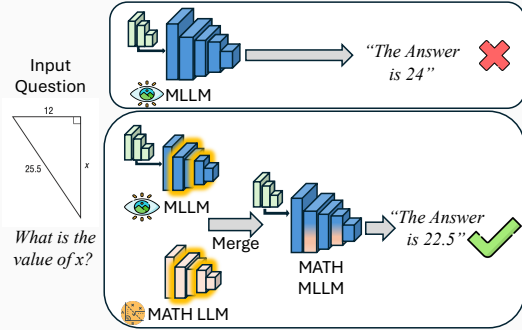 Input
Question
12
25.5
x
What is the
value of x?
MLLM
“The Answer
is 24”
MLLM
MATH LLM
Merge
MATH
MLLM
“The Answer
is 22.5”